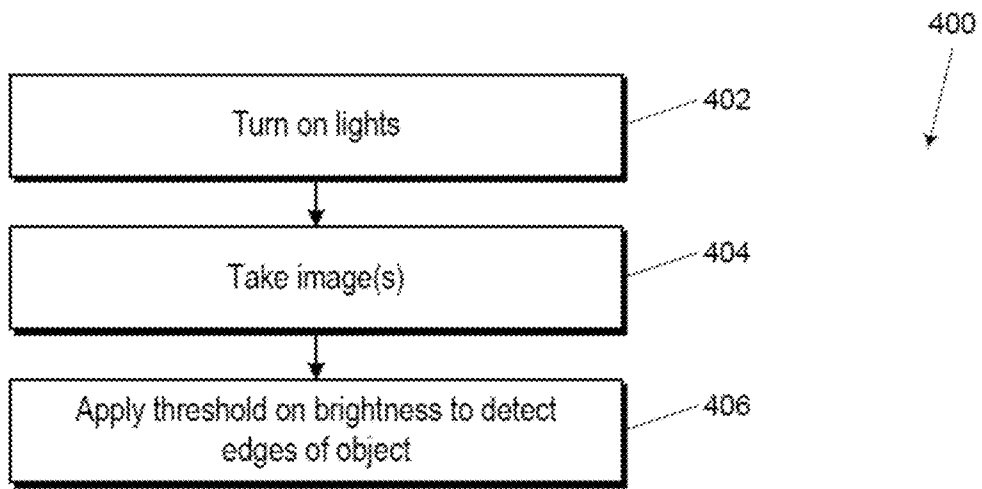 400
Turn on lights
402
Take image(s)
404
Apply threshold on brightness to detect
edges of object
406